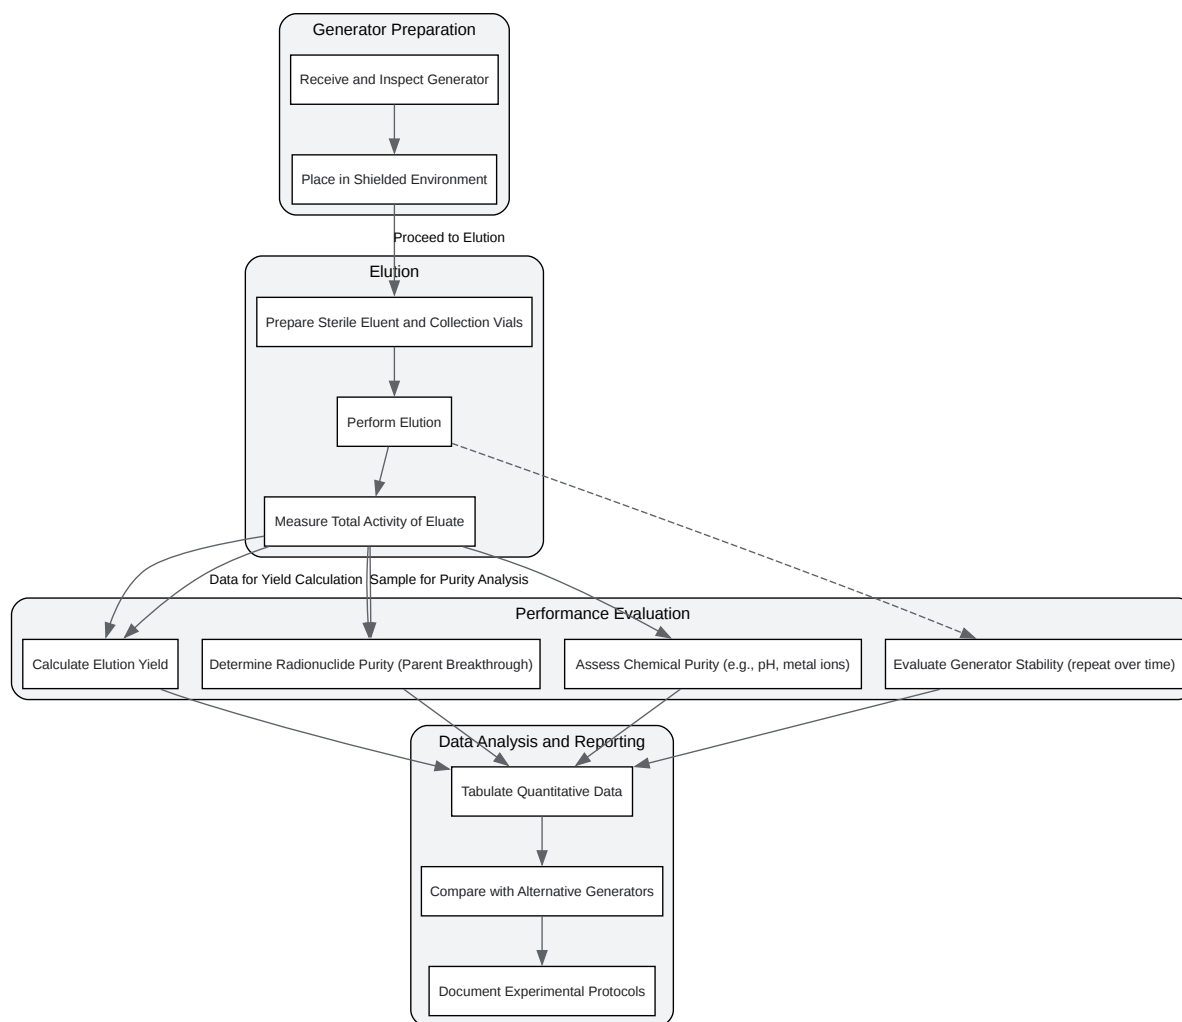 Generator Preparation
Receive and Inspect Generator
Place in Shielded Environment
Proceed to Elution
Elution
Prepare Sterile Eluent and Collection Vials
Perform Elution
Measure Total Activity of Eluate
Data for Yield Calculation
Sample for Purity Analysis
Performance Evaluation
Calculate Elution Yield
Determine Radionuclide Purity (Parent Breakthrough)
Assess Chemical Purity (e.g., pH, metal ions)
Evaluate Generator Stability (repeat over time)
Data Analysis and Reporting
Tabulate Quantitative Data
Compare with Alternative Generators
Document Experimental Protocols